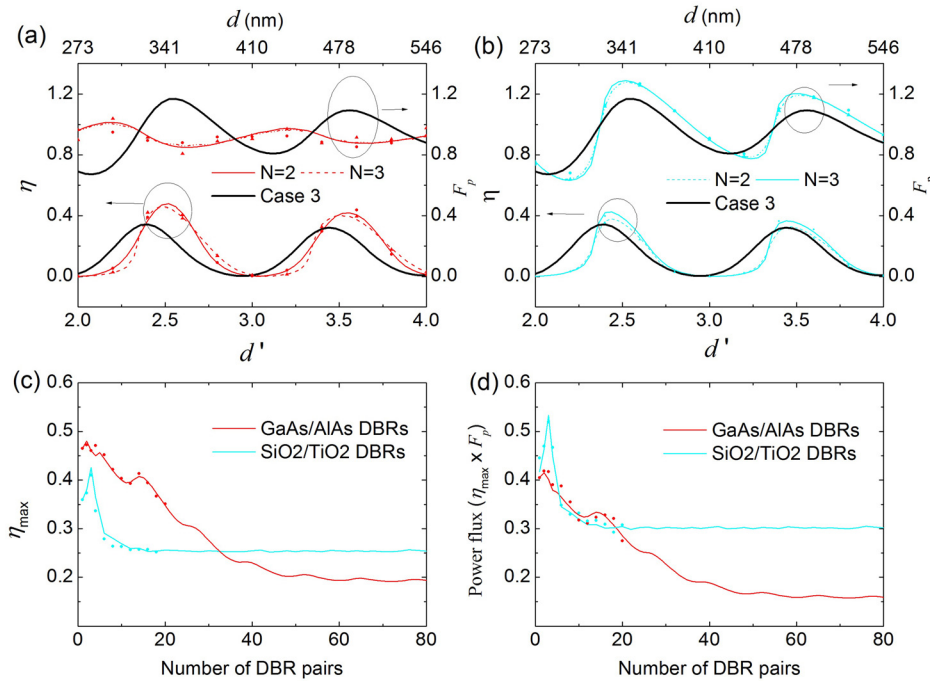 d (nm)
273 341 410 478 546
(a)
η
1.2
0.8
0.4
0.0
1.2
0.8
0.4
0.0
F_p
N=2 N=3
Case 3
2.0 2.5 3.0 3.5 4.0
d '
d (nm)
273 341 410 478 546
(b)
η
1.2
0.8
0.4
0.0
1.2
0.8
0.4
0.0
N=2 N=3
Case 3
2.0 2.5 3.0 3.5 4.0
d '
(c)
η_max
0.6
0.5
0.4
0.3
0.2
GaAs/AlAs DBRs
SiO2/TiO2 DBRs
0 20 40 60 80
Number of DBR pairs
(d)
Power flux (η_max x F_p)
0.6
0.5
0.4
0.3
0.2
GaAs/AlAs DBRs
SiO2/TiO2 DBRs
0 20 40 60 80
Number of DBR pairs